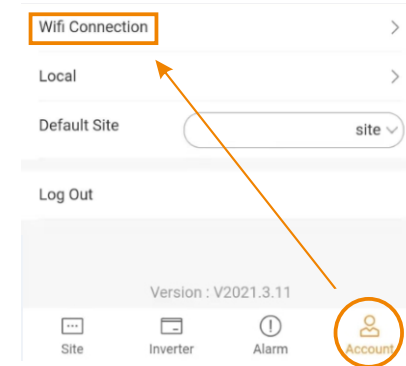 Wifi Connection
Local
Default Site
site
Log Out
Version : V2021.3.11
Site Inverter Alarm Account